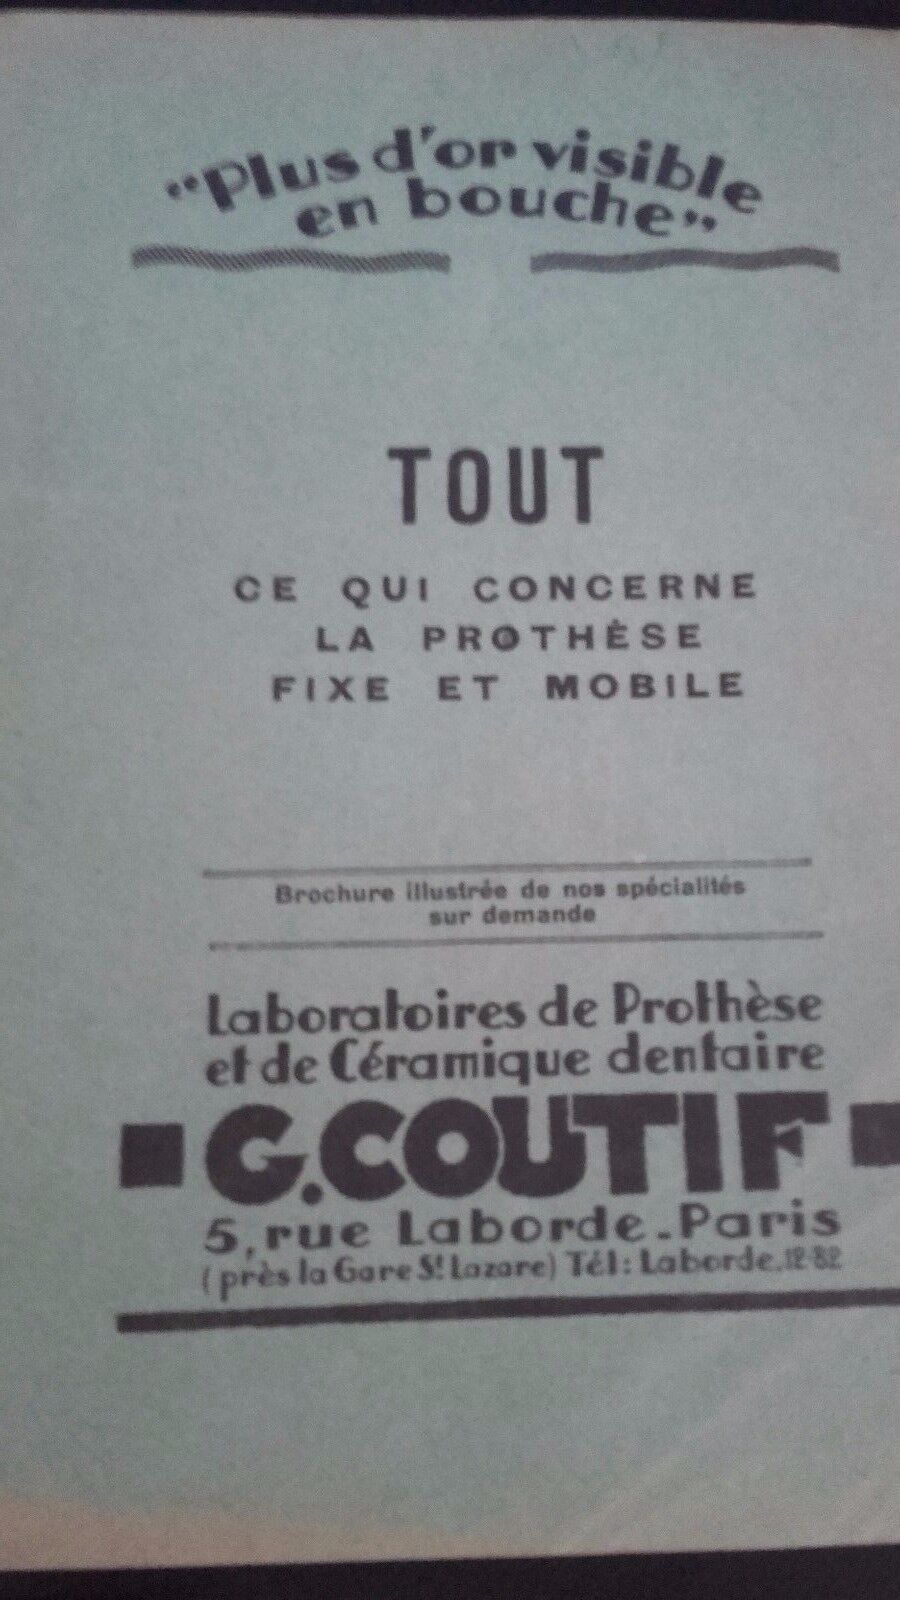 "Plus d'or visible
en bouche"
TOUT
CE QUI CONCERNE
LA PROTHÈSE
FIXE ET MOBILE
Brochure illustrée de nos spécialités
sur demande
Laboratoires de Prothèse
et de Céramique dentaire
G. COUTIF
5, rue Laborde - Paris
(près la Gare St Lazare) Tél: Laborde. 12-82